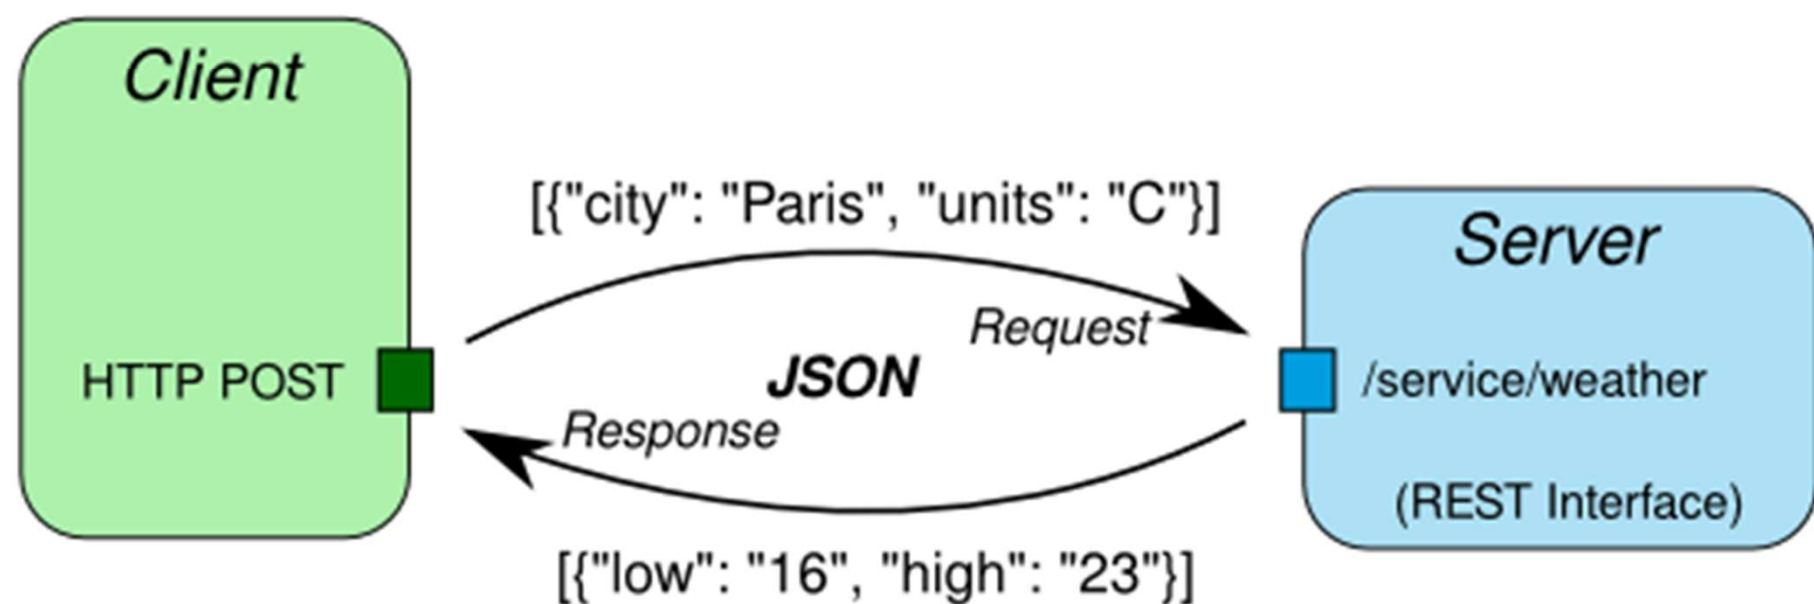 Client
HTTP POST
[{"city": "Paris", "units": "C"}]
Request
JSON
Response
[{"low": "16", "high": "23"}]
Server
/service/weather
(REST Interface)